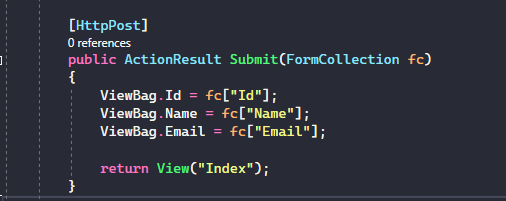 [HttpPost]
0 references
public ActionResult Submit(FormCollection fc)
{
ViewBag.Id = fc["Id"];
ViewBag.Name = fc["Name"];
ViewBag.Email = fc["Email"];
return View("Index");
}